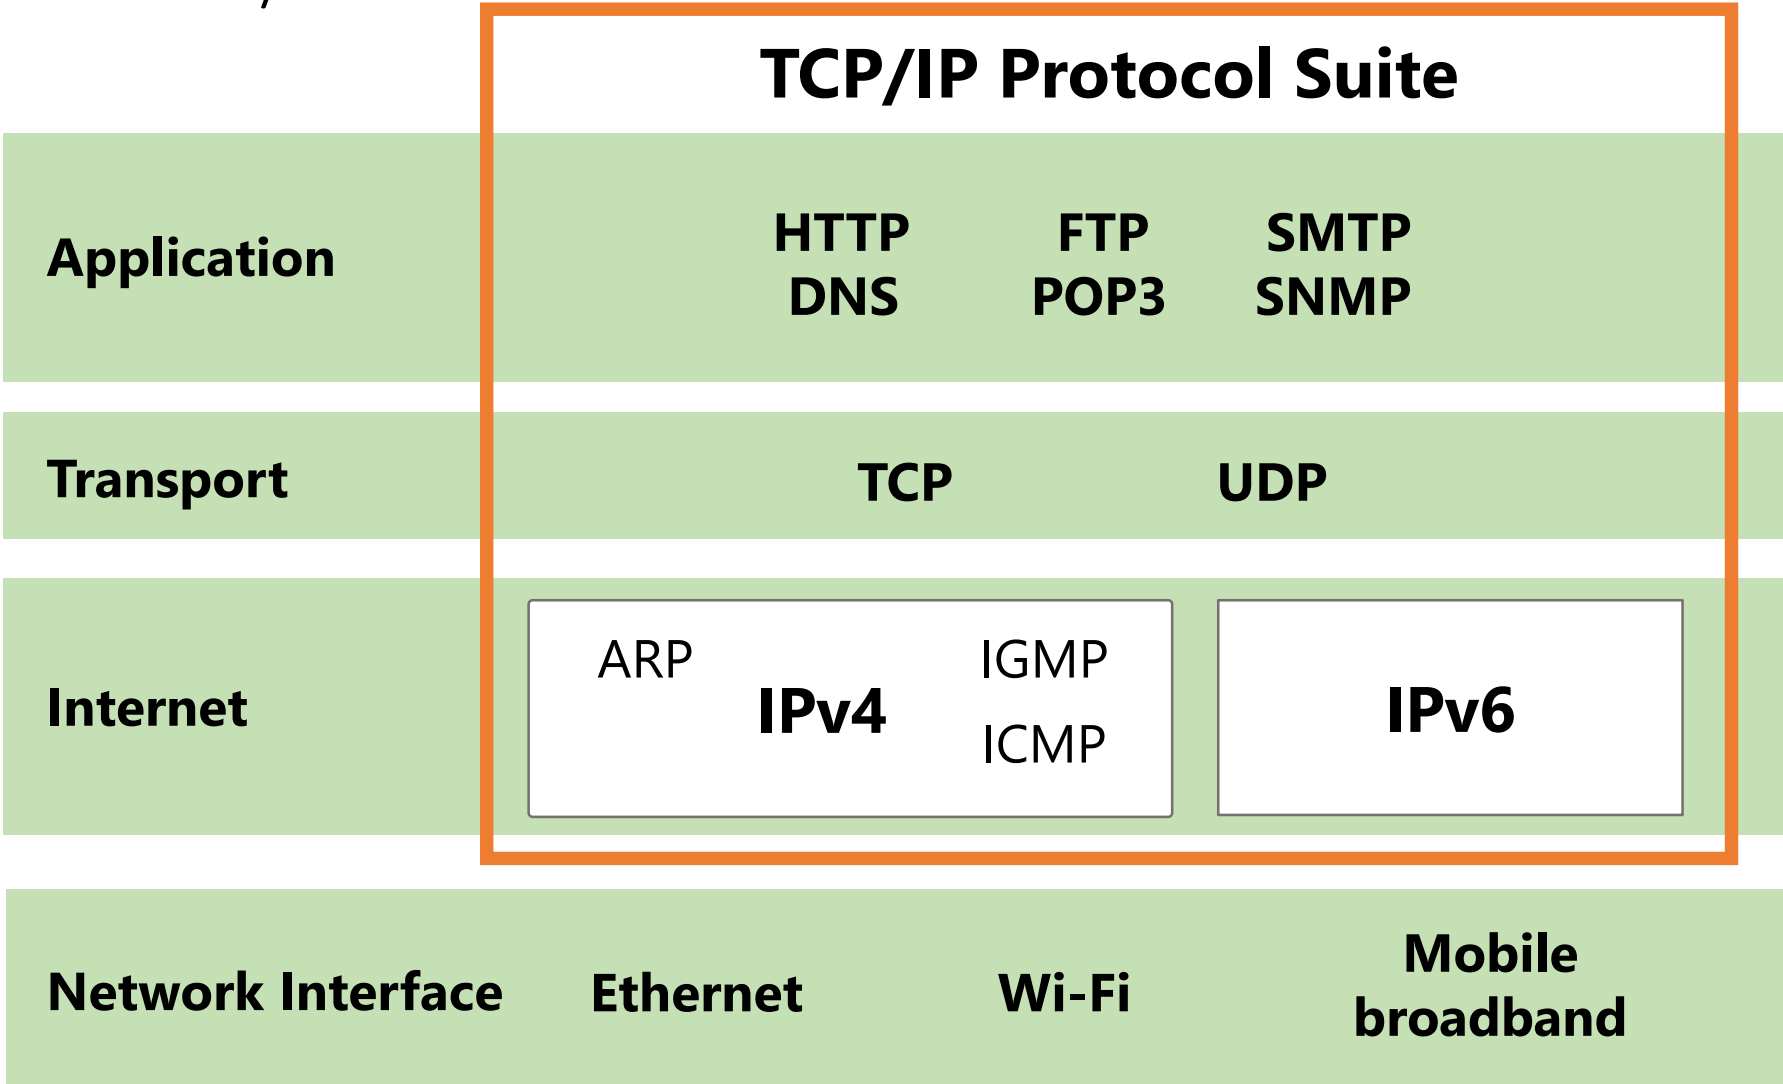 TCP/IP Protocol Suite
Application
HTTP FTP SMTP
DNS POP3 SNMP
Transport TCP UDP
Internet
ARP IGMP
IPv4
ICMP
IPv6
Network Interface Ethernet Wi-Fi
Mobile
broadband